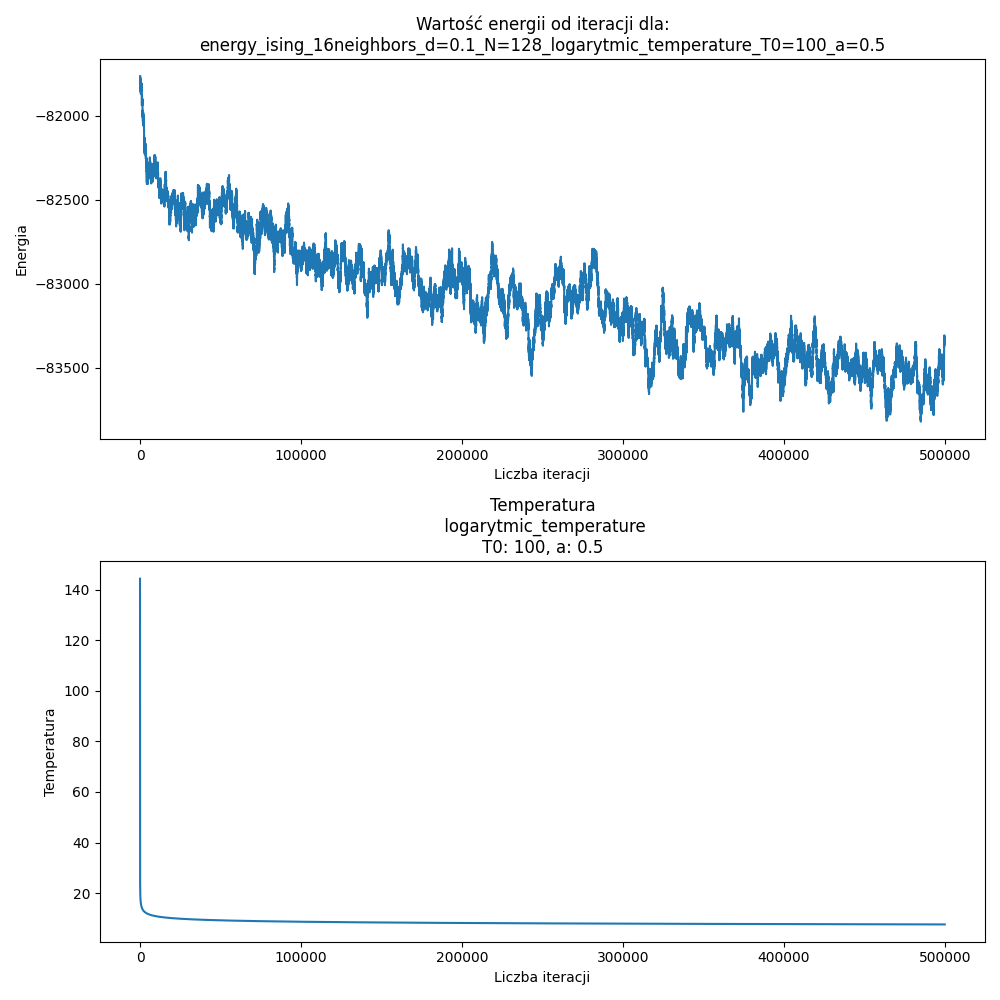 Wartość energii od iteracji dla:
energy_ising_16neighbors_d=0.1_N=128_logarytmic_temperature_T0=100_a=0.5
−82000
−82500
−83000
−83500
Energia
0
100000
200000
300000
400000
500000
Liczba iteracji
Temperatura
logarytmic_temperature
T0: 100, a: 0.5
140
120
100
80
60
40
20
Temperatura
0
100000
200000
300000
400000
500000
Liczba iteracji